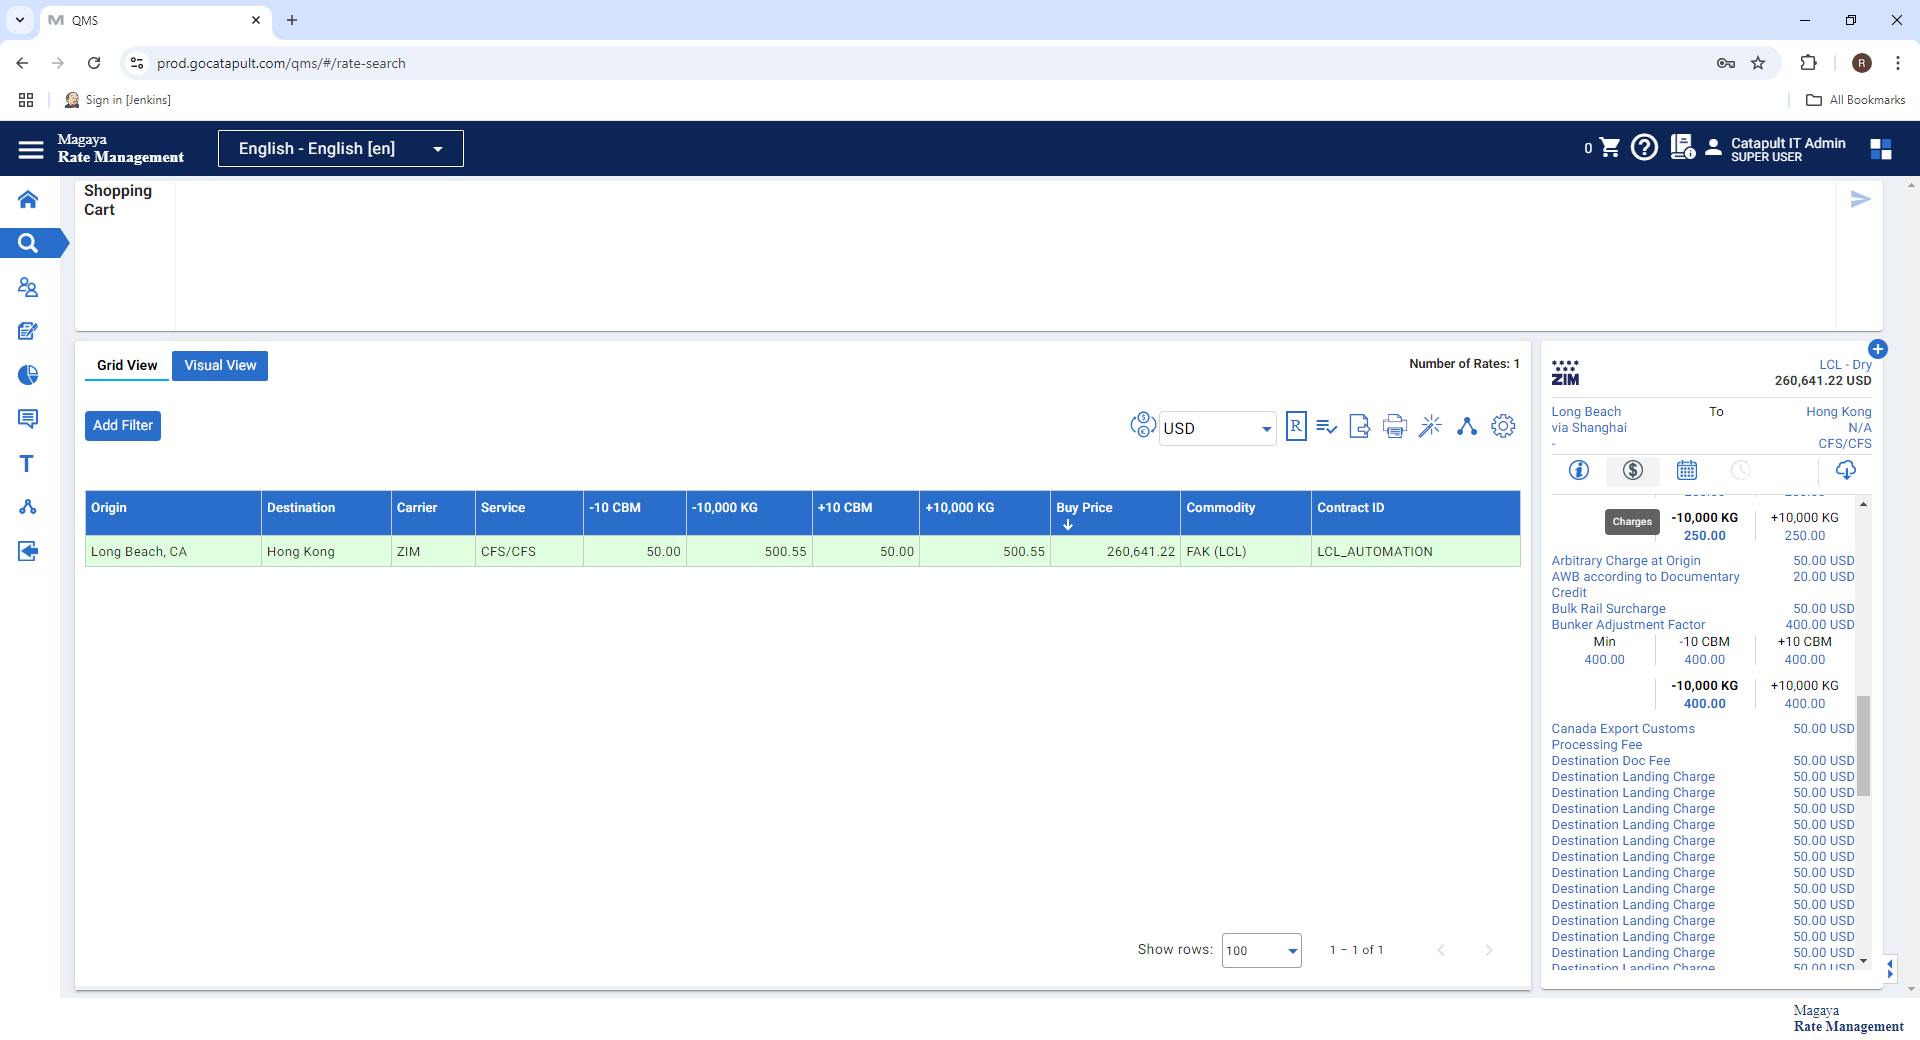 QMS
prod.gocatapult.com/qms/#/rate-search
R
Sign in [Jenkins]
All Bookmarks
Magaya
Rate Management
English - English [en]
0
Catapult IT Admin
SUPER USER
Shopping
Cart
Grid View
Visual View
Number of Rates: 1
Add Filter
USD
R
Origin
Destination
Carrier
Service
-10 CBM
-10,000 KG
+10 CBM
+10,000 KG
Buy Price
Commodity
Contract ID
Long Beach, CA
Hong Kong
ZIM
CFS/CFS
50.00
500.55
50.00
500.55
260,641.22
FAK (LCL)
LCL_AUTOMATION
Show rows:
100
1 – 1 of 1
ZIM
LCL - Dry
260,641.22 USD
Long Beach
To
Hong Kong
via Shanghai
N/A
-
CFS/CFS
Charges
-10,000 KG
+10,000 KG
250.00
250.00
Arbitrary Charge at Origin
50.00 USD
AWB according to Documentary
20.00 USD
Credit
Bulk Rail Surcharge
50.00 USD
Bunker Adjustment Factor
400.00 USD
Min
-10 CBM
+10 CBM
400.00
400.00
400.00
-10,000 KG
+10,000 KG
400.00
400.00
Canada Export Customs
50.00 USD
Processing Fee
Destination Doc Fee
50.00 USD
Destination Landing Charge
50.00 USD
Destination Landing Charge
50.00 USD
Destination Landing Charge
50.00 USD
Destination Landing Charge
50.00 USD
Destination Landing Charge
50.00 USD
Destination Landing Charge
50.00 USD
Destination Landing Charge
50.00 USD
Destination Landing Charge
50.00 USD
Destination Landing Charge
50.00 USD
Destination Landing Charge
50.00 USD
Destination Landing Charge
50.00 USD
Destination Landing Charge
50.00 USD
Destination Landing Charge
50.00 USD
Magaya
Rate Management